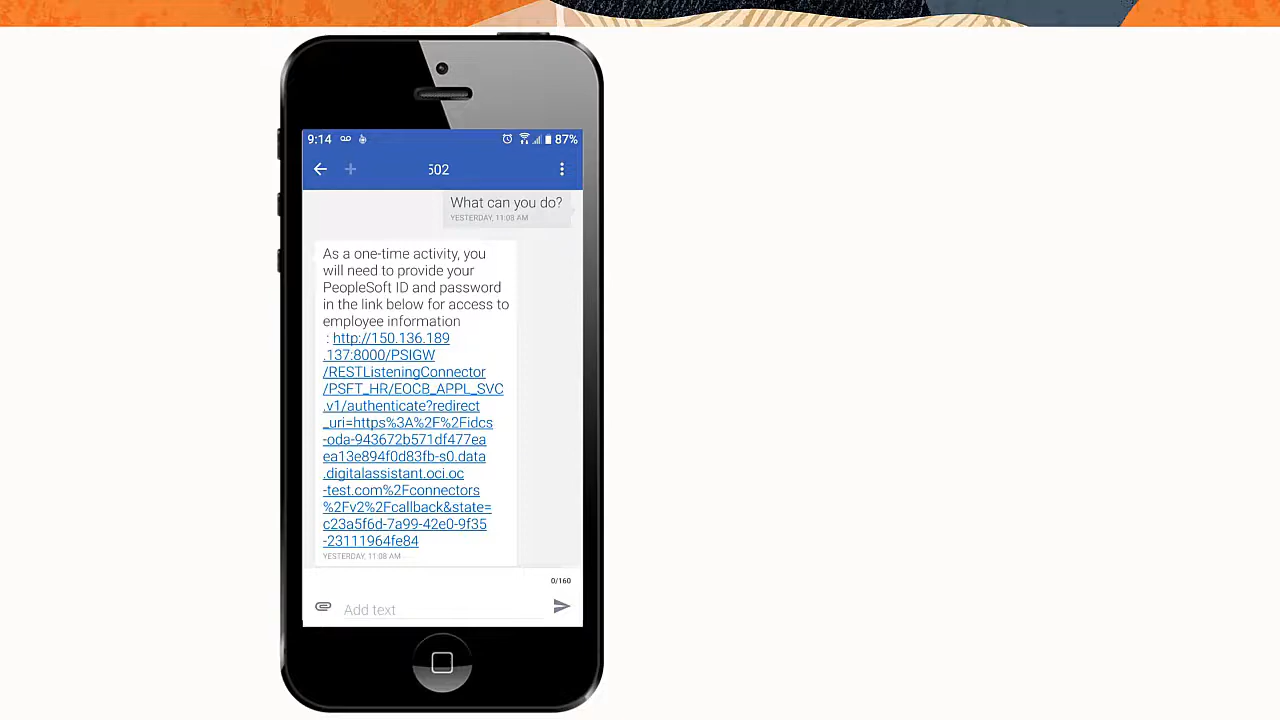 9:14 87%
502
What can you do?
YESTERDAY, 11:08 AM
As a one-time activity, you
will need to provide your
PeopleSoft ID and password
in the link below for access to
employee information
: http://150.136.189
.137:8000/PSIGW
/RESTListeningConnector
/PSFT_HR/EOCB_APPL_SVC
.v1/authenticate?redirect
_uri=https%3A%2F%2Fidcs
-oda-943672b571df477ea
ea13e894f0d83fb-s0.data
.digitalassistant.oci.oc
-test.com%2Fconnectors
%2Fv2%2Fcallback&state=
c23a5f6d-7a99-42e0-9f35
-23111964fe84
YESTERDAY, 11:08 AM
0/160
Add text